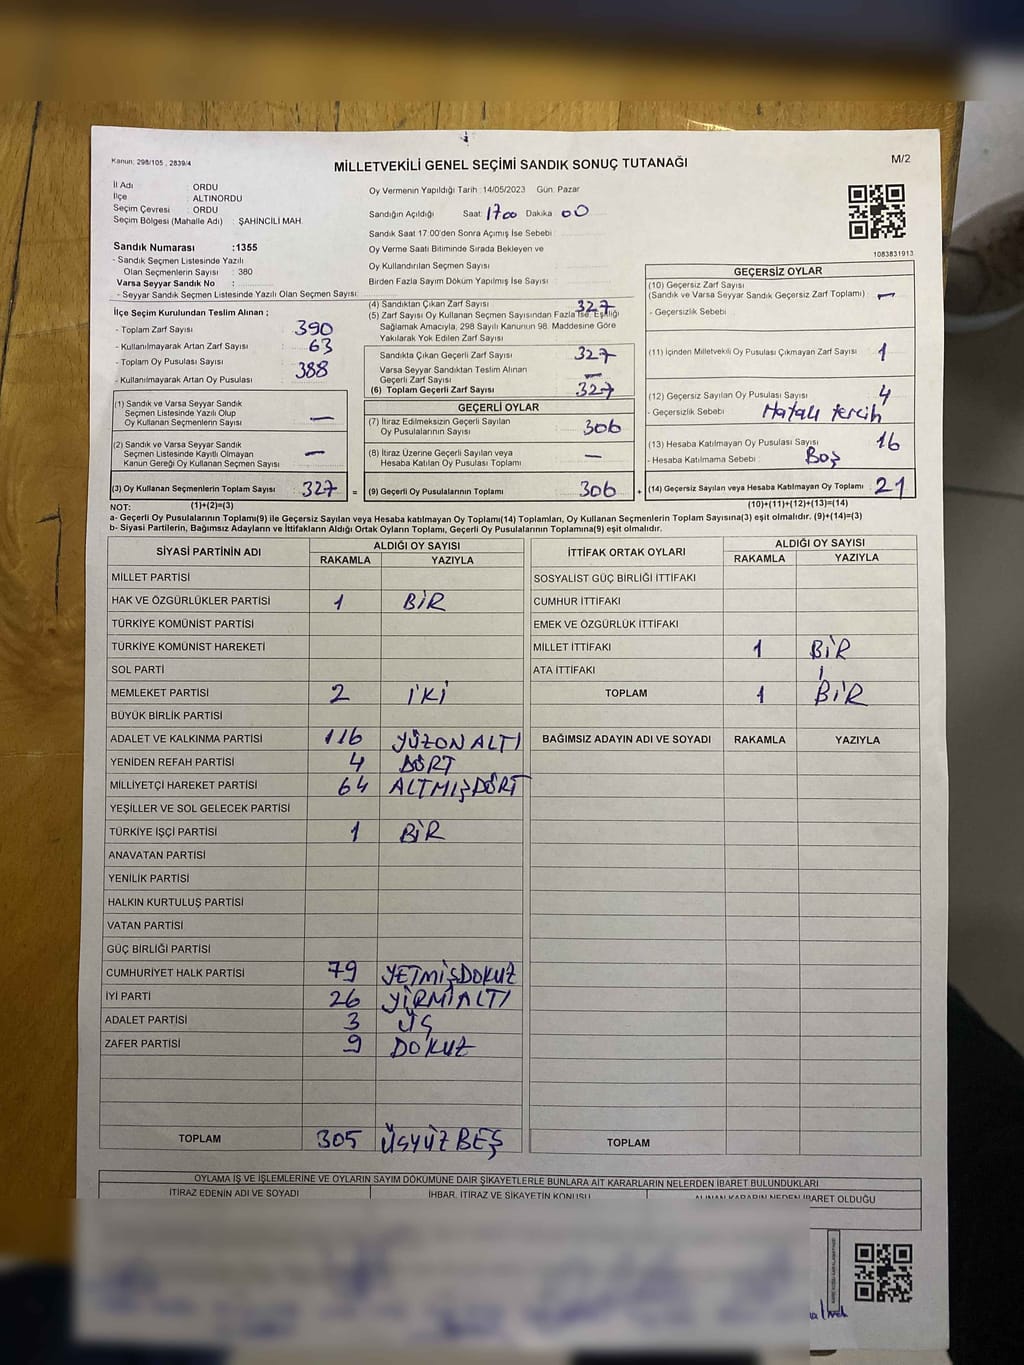 Kanun: 298/105 , 2839/4
MİLLETVEKİLİ GENEL SEÇİMİ SANDIK SONUÇ TUTANAĞI
M/2
İl Adı : ORDU
İlçe : ALTINORDU
Seçim Çevresi : ORDU
Seçim Bölgesi (Mahalle Adı) : ŞAHİNCİLİ MAH.
Sandık Numarası :1355
- Sandık Seçmen Listesinde Yazılı
Olan Seçmenlerin Sayısı : 380
Varsa Seyyar Sandık No :
- Seyyar Sandık Seçmen Listesinde Yazılı Olan Seçmen Sayısı:
Oy Vermenin Yapıldığı Tarih :14/05/2023 Gün: Pazar
Sandığın Açıldığı Saat: 1700 Dakika: 00
Sandık Saat 17:00'den Sonra Açımış İse Sebebi :
Oy Verme Saati Bitiminde Sırada Bekleyen ve
Oy Kullandırılan Seçmen Sayısı :
Birden Fazla Sayım Döküm Yapılmış İse Sayısı :
1083831913
İlçe Seçim Kurulundan Teslim Alınan ;
- Toplam Zarf Sayısı : 390
- Kullanılmayarak Artan Zarf Sayısı : 63
- Toplam Oy Pusulası Sayısı : 388
- Kullanılmayarak Artan Oy Pusulası :
(1) Sandık ve Varsa Seyyar Sandık
Seçmen Listesinde Yazılı Olup
Oy Kullanan Seçmenlerin Sayısı —
(2) Sandık ve Varsa Seyyar Sandık
Seçmen Listesinde Kayıtlı Olmayan
Kanun Gereği Oy Kullanan Seçmen Sayısı —
(3) Oy Kullanan Seçmenlerin Toplam Sayısı 327 =
(4) Sandıktan Çıkan Zarf Sayısı : 327
(5) Zarf Sayısı Oy Kullanan Seçmen Sayısından Fazla İse, Eşitliği
Sağlamak Amacıyla, 298 Sayılı Kanunun 98. Maddesine Göre
Yakılarak Yok Edilen Zarf Sayısı :
Sandıkta Çıkan Geçerli Zarf Sayısı 327
Varsa Seyyar Sandıktan Teslim Alınan
Geçerli Zarf Sayısı —
(6) Toplam Geçerli Zarf Sayısı 327
GEÇERLİ OYLAR
(7) İtiraz Edilmeksizin Geçerli Sayılan
Oy Pusulalarının Sayısı : 306
(8) İtiraz Üzerine Geçerli Sayılan veya
Hesaba Katılan Oy Pusulası Toplamı —
(9) Geçerli Oy Pusulalarının Toplamı 306 +
GEÇERSİZ OYLAR
(10) Geçersiz Zarf Sayısı
(Sandık ve Varsa Seyyar Sandık Geçersiz Zarf Toplamı) : —
- Geçersizlik Sebebi :
(11) İçinden Milletvekili Oy Pusulası Çıkmayan Zarf Sayısı : 1
(12) Geçersiz Sayılan Oy Pusulası Sayısı : 4
- Geçersizlik Sebebi : Hatalı tercih
(13) Hesaba Katılmayan Oy Pusulası Sayısı : 16
- Hesaba Katılmama Sebebi : Boş
(14) Geçersiz Sayılan veya Hesaba Katılmayan Oy Toplamı 21
NOT: (1)+(2)=(3) (10)+(11)+(12)+(13)=(14)
a- Geçerli Oy Pusulalarının Toplamı(9) ile Geçersiz Sayılan veya Hesaba katılmayan Oy Toplamı(14) Toplamları, Oy Kullanan Seçmenlerin Toplam Sayısına(3) eşit olmalıdır. (9)+(14)=(3)
b- Siyasi Partilerin, Bağımsız Adayların ve İttifakların Aldığı Ortak Oyların Toplamı, Geçerli Oy Pusulalarının Toplamına(9) eşit olmalıdır.
SİYASİ PARTİNİN ADI ALDIĞI OY SAYISI
RAKAMLA YAZIYLA
MİLLET PARTİSİ
HAK VE ÖZGÜRLÜKLER PARTİSİ 1 BİR
TÜRKİYE KOMÜNİST PARTİSİ
TÜRKİYE KOMÜNİST HAREKETİ
SOL PARTİ
MEMLEKET PARTİSİ 2 İKİ
BÜYÜK BİRLİK PARTİSİ
ADALET VE KALKINMA PARTİSİ 116 YÜZONALTI
YENİDEN REFAH PARTİSİ 4 DÖRT
MİLLİYETÇİ HAREKET PARTİSİ 64 ALTMIŞDÖRT
YEŞİLLER VE SOL GELECEK PARTİSİ
TÜRKİYE İŞÇİ PARTİSİ 1 BİR
ANAVATAN PARTİSİ
YENİLİK PARTİSİ
HALKIN KURTULUŞ PARTİSİ
VATAN PARTİSİ
GÜÇ BİRLİĞİ PARTİSİ
CUMHURİYET HALK PARTİSİ 79 YETMİŞDOKUZ
İYİ PARTİ 26 YİRMİALTI
ADALET PARTİSİ 3 ÜÇ
ZAFER PARTİSİ 9 DOKUZ
TOPLAM 305 ÜÇYÜZBEŞ
İTTİFAK ORTAK OYLARI ALDIĞI OY SAYISI
RAKAMLA YAZIYLA
SOSYALİST GÜÇ BİRLİĞİ İTTİFAKI
CUMHUR İTTİFAKI
EMEK VE ÖZGÜRLÜK İTTİFAKI
MİLLET İTTİFAKI 1 BİR
ATA İTTİFAKI
TOPLAM 1 BİR
BAĞIMSIZ ADAYIN ADI VE SOYADI RAKAMLA YAZIYLA
TOPLAM
OYLAMA İŞ VE İŞLEMLERİNE VE OYLARIN SAYIM DÖKÜMÜNE DAİR ŞİKAYETLERLE BUNLARA AİT KARARLARIN NELERDEN İBARET BULUNDUKLARI
İTİRAZ EDENİN ADI VE SOYADI İHBAR, İTİRAZ VE ŞİKAYETİN KONUSU ALINAN KARARIN NEDEN İBARET OLDUĞU